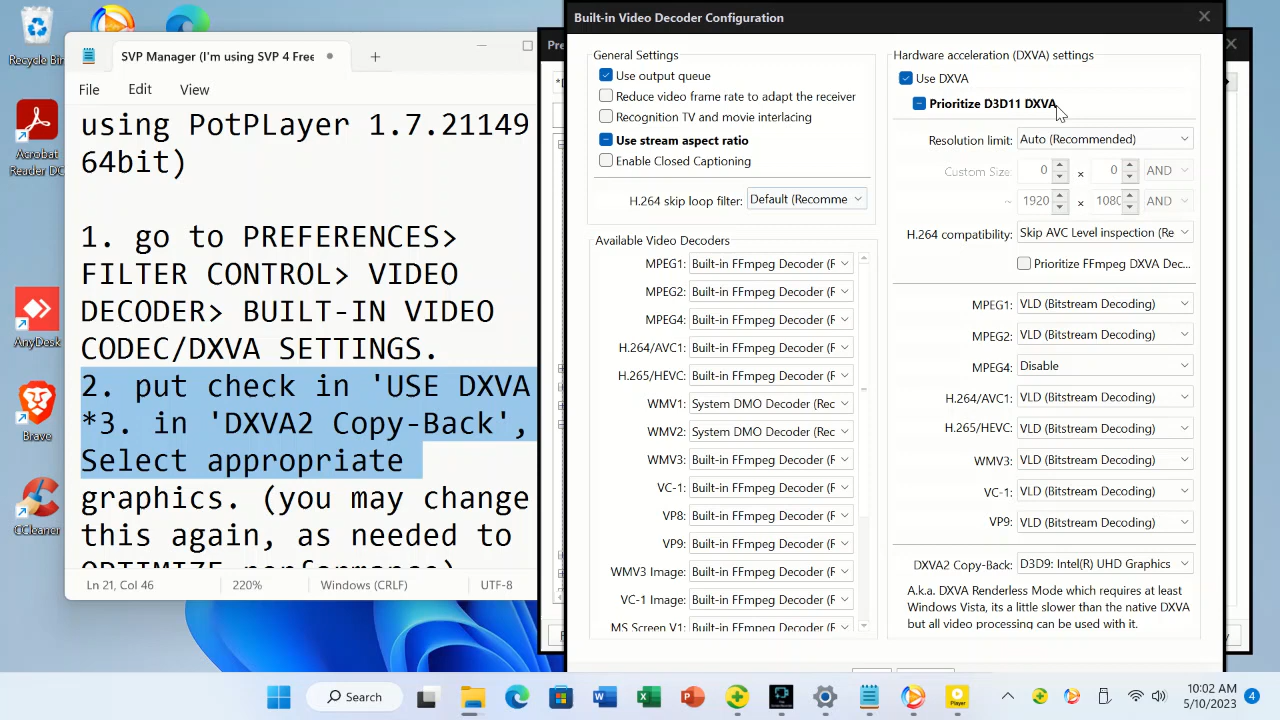 Recycle Bin
Acrobat
Reader DC
AnyDesk
Brave
CCleaner
SVP Manager (I'm using SVP 4 Free
File Edit View
using PotPLayer 1.7.21149
64bit)
1. go to PREFERENCES>
FILTER CONTROL> VIDEO
DECODER> BUILT-IN VIDEO
CODEC/DXVA SETTINGS.
2. put check in 'USE DXVA
*3. in 'DXVA2 Copy-Back',
Select appropriate
graphics. (you may change
this again, as needed to
OPTIMIZE performance)
Ln 21, Col 46 220% Windows (CRLF) UTF-8
Pre
Built-in Video Decoder Configuration
General Settings
Use output queue
Reduce video frame rate to adapt the receiver
Recognition TV and movie interlacing
Use stream aspect ratio
Enable Closed Captioning
H.264 skip loop filter: Default (Recomme
Available Video Decoders
MPEG1: Built-in FFmpeg Decoder (F
MPEG2: Built-in FFmpeg Decoder (F
MPEG4: Built-in FFmpeg Decoder (F
H.264/AVC1: Built-in FFmpeg Decoder (F
H.265/HEVC: Built-in FFmpeg Decoder (F
WMV1: System DMO Decoder (Rec
WMV2: System DMO Decoder (Rec
WMV3: Built-in FFmpeg Decoder (F
VC-1: Built-in FFmpeg Decoder (F
VP8: Built-in FFmpeg Decoder (F
VP9: Built-in FFmpeg Decoder (F
WMV3 Image: Built-in FFmpeg Decoder (F
VC-1 Image: Built-in FFmpeg Decoder (F
MS Screen V1: Built-in FFmpeg Decoder (F
Hardware acceleration (DXVA) settings
Use DXVA
Prioritize D3D11 DXVA
Resolution limit: Auto (Recommended)
Custom Size: 0 x 0 AND
~ 1920 x 1080 AND
H.264 compatibility: Skip AVC Level inspection (Re
Prioritize FFmpeg DXVA Dec...
MPEG1: VLD (Bitstream Decoding)
MPEG2: VLD (Bitstream Decoding)
MPEG4: Disable
H.264/AVC1: VLD (Bitstream Decoding)
H.265/HEVC: VLD (Bitstream Decoding)
WMV3: VLD (Bitstream Decoding)
VC-1: VLD (Bitstream Decoding)
VP9: VLD (Bitstream Decoding)
DXVA2 Copy-Back: D3D9: Intel(R) UHD Graphics
A.k.a. DXVA Renderless Mode which requires at least
Windows Vista, its a little slower than the native DXVA
but all video processing can be used with it.
Search
Player
10:02 AM
5/10/2023
4